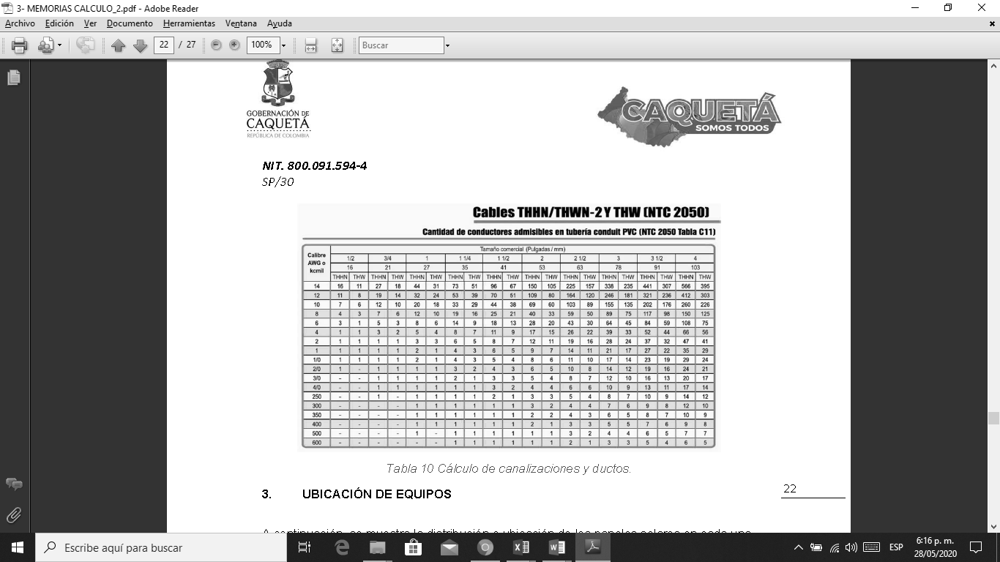 3- MEMORIAS CALCULO_2.pdf - Adobe Reader
Archivo Edición Ver Documento Herramientas Ventana Ayuda
22 / 27 100% Buscar
GOBERNACIÓN DE
CAQUETÁ
REPÚBLICA DE COLOMBIA
CAQUETÁ
SOMOS TODOS
NIT. 800.091.594-4
SP/30
Cables THHN/THWN-2 Y THW (NTC 2050)
Cantidad de conductores admisibles en tubería conduit PVC (NTC 2050 Tabla C11)
Calibre AWG o kcmil
Tamaño comercial (Pulgadas / mm)
1/2 3/4 1 1 1/4 1 1/2 2 2 1/2 3 3 1/2 4
16 21 27 35 41 53 63 78 91 103
THHN THW THHN THW THHN THW THHN THW THHN THW THHN THW THHN THW THHN THW THHN THW THHN THW
14 16 11 27 18 44 31 73 51 96 67 150 105 225 157 338 235 441 307 566 395
12 11 8 19 14 32 24 53 39 70 51 109 80 164 120 246 181 321 236 412 303
10 7 6 12 10 20 18 33 29 44 38 69 60 103 89 155 135 202 176 260 226
8 4 3 7 6 12 10 19 16 25 21 40 33 59 50 89 75 117 98 150 125
6 3 1 5 3 8 6 14 9 18 13 28 20 43 30 64 45 84 59 108 75
4 1 1 3 2 5 4 8 7 11 9 17 15 26 22 39 33 52 44 66 56
2 1 1 1 1 3 3 6 5 8 7 12 11 19 16 28 24 37 32 47 41
1 1 1 1 1 2 1 4 3 6 5 9 7 14 11 21 17 27 22 35 29
1/0 1 1 1 1 2 1 4 3 5 4 8 6 11 10 17 14 23 19 29 24
2/0 1 - 1 1 1 1 3 2 4 3 6 5 10 8 14 12 19 16 24 21
3/0 - - 1 1 1 1 2 1 3 3 5 4 8 7 12 10 16 13 20 17
4/0 - - 1 1 1 1 1 1 3 2 4 4 6 6 10 9 13 11 17 14
250 - - 1 - 1 1 1 1 2 1 3 3 5 4 8 7 10 9 14 12
300 - - - - 1 1 1 1 1 1 3 2 4 4 7 6 9 8 12 10
350 - - - - 1 1 1 1 1 1 2 2 4 3 6 5 8 7 10 9
400 - - - - 1 1 1 1 1 1 2 1 3 3 5 5 7 6 9 8
500 - - - - 1 - 1 1 1 1 1 1 3 2 4 4 6 5 7 7
600 - - - - - - 1 1 1 1 1 1 2 1 3 3 5 4 6 5
Tabla 10 Cálculo de canalizaciones y ductos.
3. UBICACIÓN DE EQUIPOS
22
A continuación, se muestra la distribución o ubicación de los paneles solares en cada una
Escribe aquí para buscar
ESP
6:16 p. m.
28/05/2020